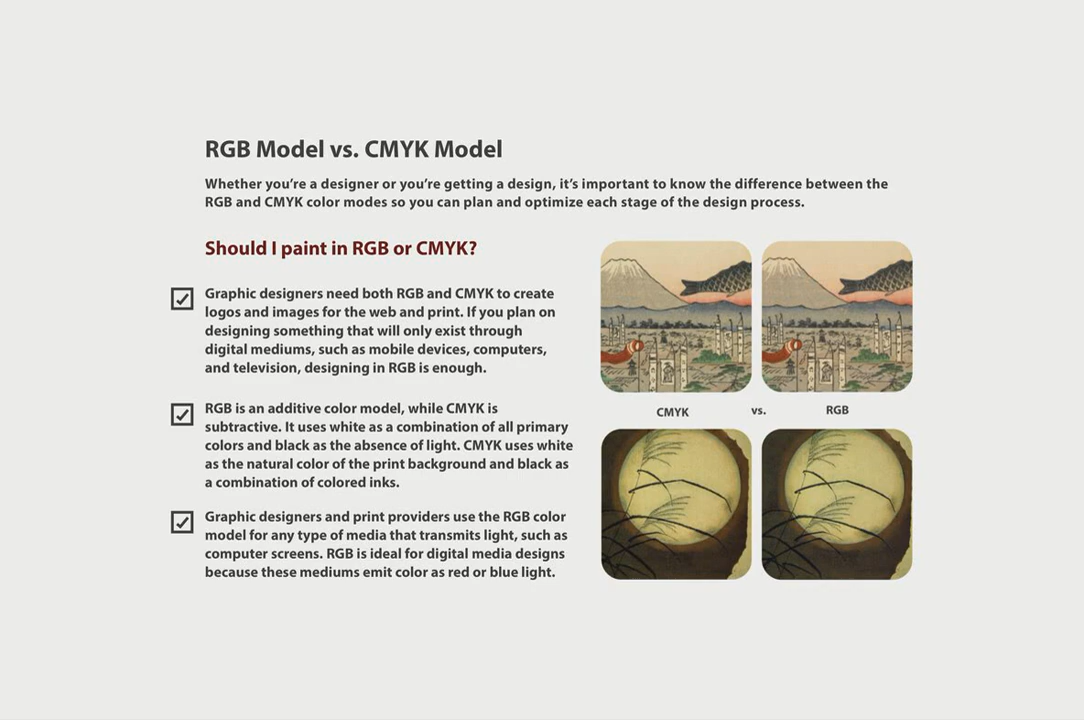 RGB Model vs. CMYK Model
Whether you're a designer or you're getting a design, it's important to know the difference between the
RGB and CMYK color modes so you can plan and optimize each stage of the design process.
Should I paint in RGB or CMYK?
Graphic designers need both RGB and CMYK to create
logos and images for the web and print. If you plan on
designing something that will only exist through
digital mediums, such as mobile devices, computers,
and television, designing in RGB is enough.
RGB is an additive color model, while CMYK is
subtractive. It uses white as a combination of all primary
colors and black as the absence of light. CMYK uses white
as the natural color of the print background and black as
a combination of colored inks.
Graphic designers and print providers use the RGB color
model for any type of media that transmits light, such as
computer screens. RGB is ideal for digital media designs
because these mediums emit color as red or blue light.
CMYK vs. RGB